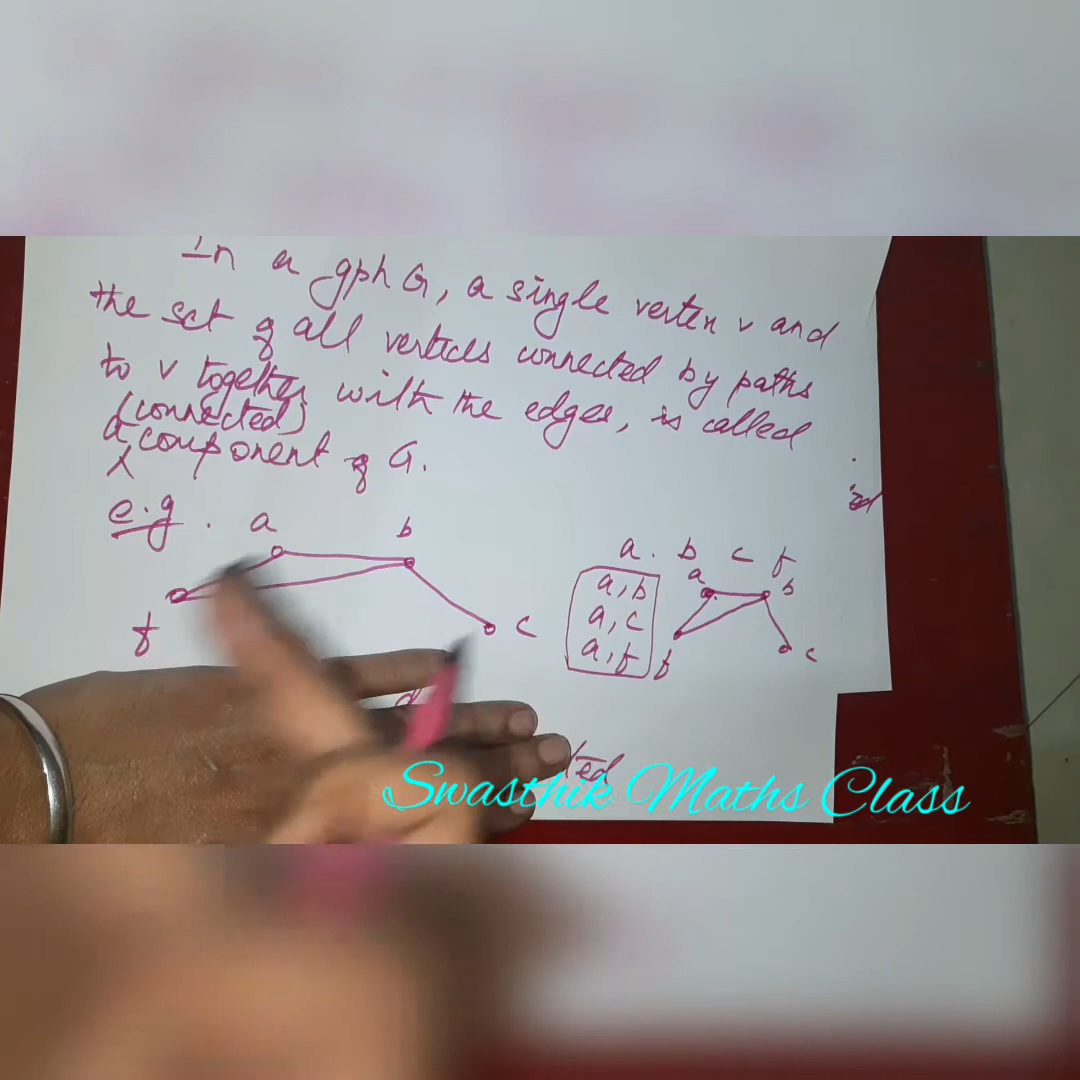 In a gph G, a single vertex v and
the set of all vertices connected by paths
to v together with the edges, is called
(connected)
a component of G.
e.g. a b
f c
d
ted
a. b c f
a,b
a,c
a,f
a b
f c
Swasthik Maths Class